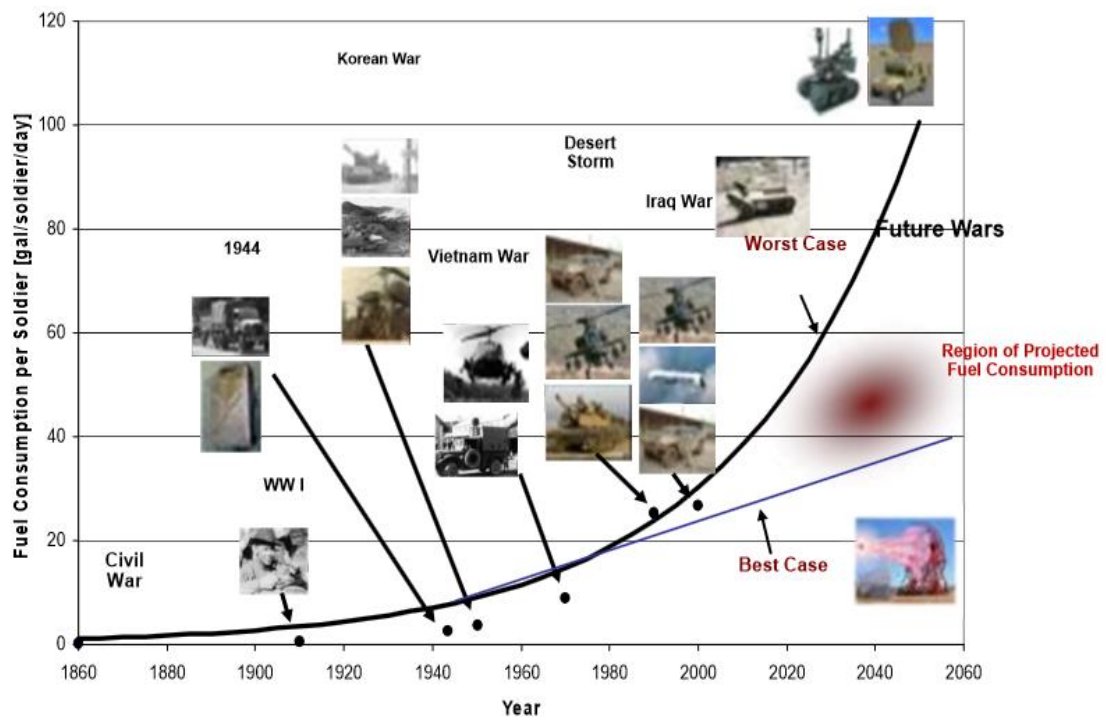 Fuel Consumption per Soldier [gal/soldier/day]
120
100
80
60
40
20
0
Korean War
Desert
Storm
Iraq War
Future Wars
Worst Case
1944
Vietnam War
Region of Projected
Fuel Consumption
WW I
Civil
War
Best Case
1860
1880
1900
1920
1940
1960
1980
2000
2020
2040
2060
Year